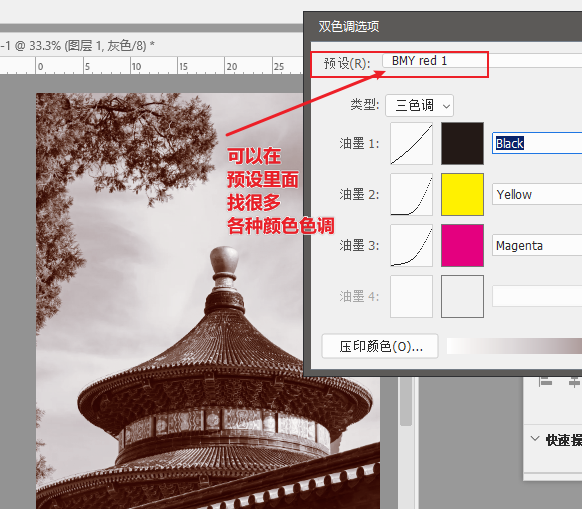 双色调选项
-1 @ 33.3% (图层 1, 灰色/8) *
预设(R):
BMY red 1
0
5
10
15
20
25
类型:
三色调
油墨 1:
Black
可以在
预设里面
找很多
各种颜色色调
油墨 2:
Yellow
油墨 3:
Magenta
油墨 4:
压印颜色(O)...
快速操